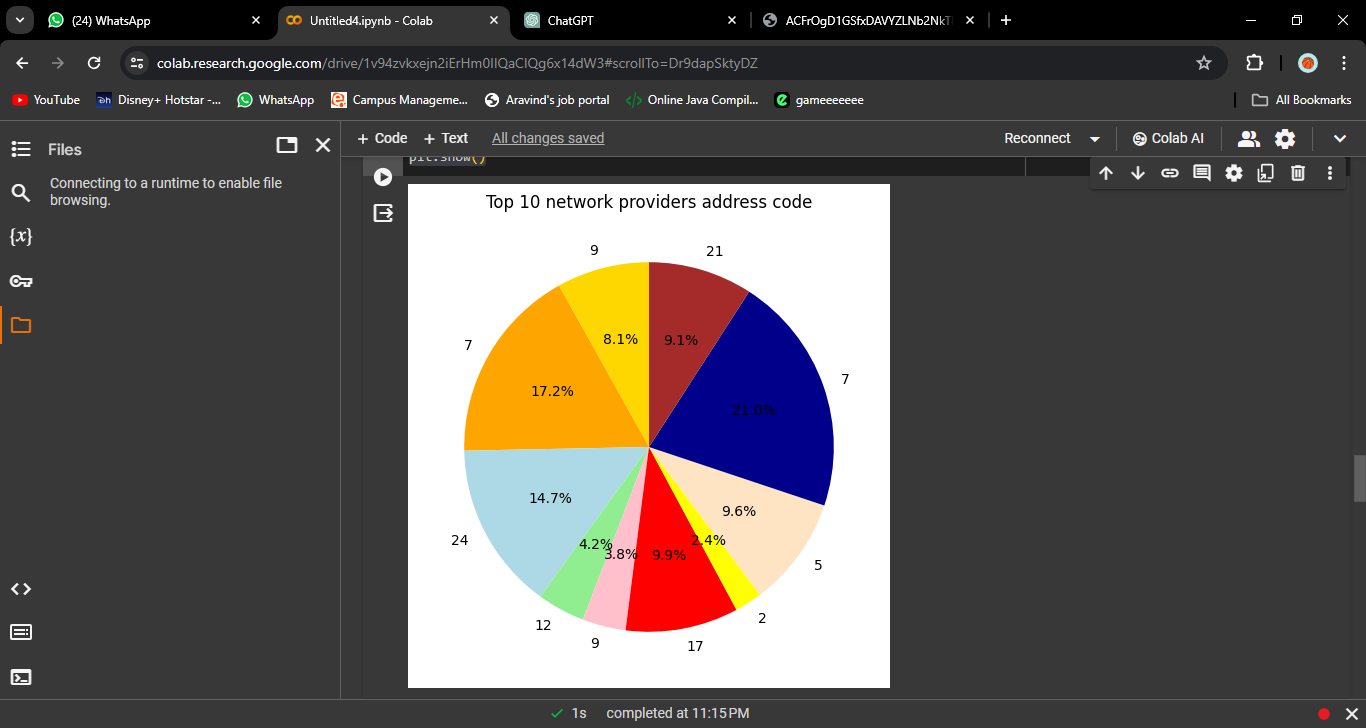 (24) WhatsApp
Untitled4.ipynb - Colab
ChatGPT
ACFrOgD1GSfxDAVYZLNb2NkT
colab.research.google.com/drive/1v94zvkxejn2iErHm0IlQaClQg6x14dW3#scrollTo=Dr9dapSktyDZ
YouTube
Disney+ Hotstar -...
WhatsApp
Campus Manageme...
Aravind's job portal
Online Java Compil...
gameeeeeee
All Bookmarks
Files
+ Code
+ Text
All changes saved
Reconnect
Colab AI
Connecting to a runtime to enable file
browsing.
{x}
plt.show()
Top 10 network providers address code
9
21
8.1%
9.1%
7
7
17.2%
21.0%
14.7%
9.6%
24
4.2%
3.8%
9.9%
2.4%
5
12
9
17
2
1s
completed at 11:15 PM